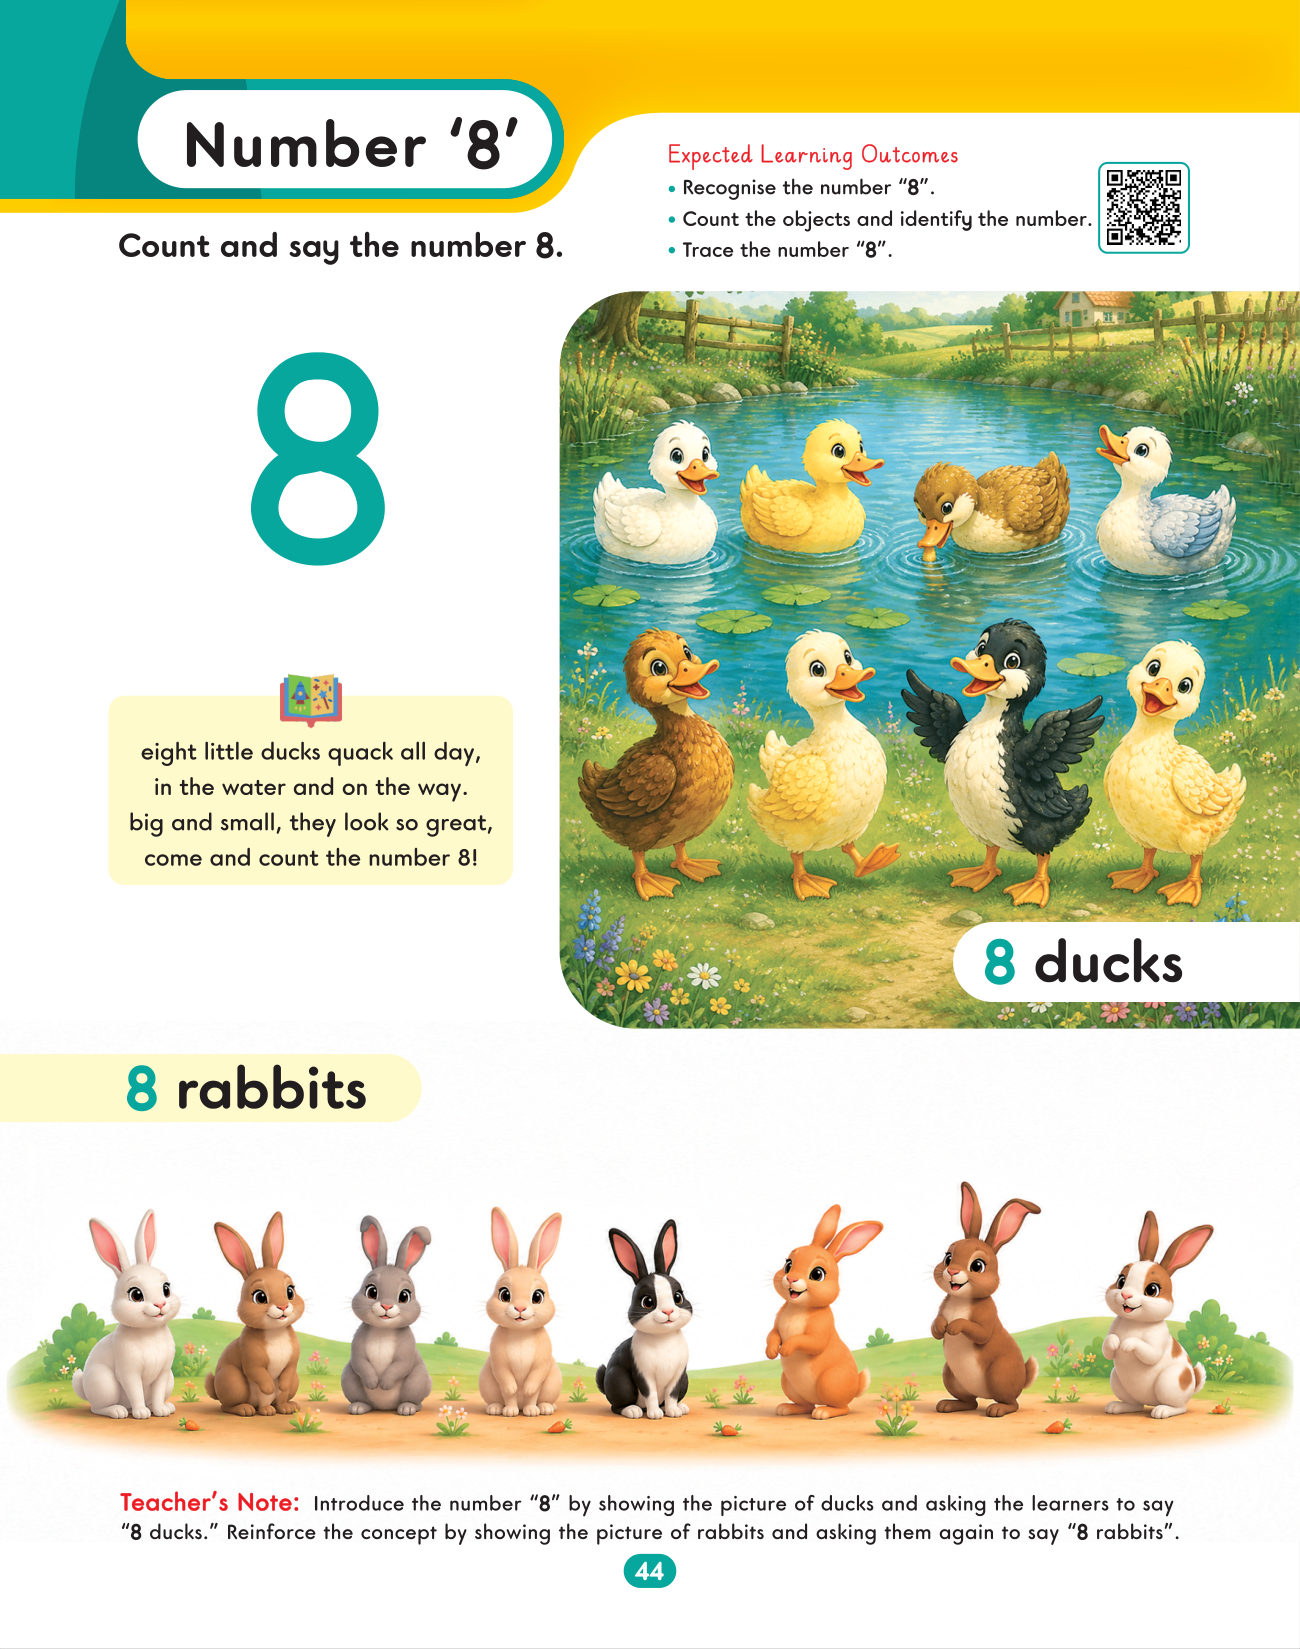 Number ‘8’
Expected Learning Outcomes
• Recognise the number “8”.
• Count the objects and identify the number.
• Trace the number “8”.
Count and say the number 8.
8
eight little ducks quack all day,
in the water and on the way.
big and small, they look so great,
come and count the number 8!
8 ducks
8 rabbits
Teacher’s Note: Introduce the number “8” by showing the picture of ducks and asking the learners to say
“8 ducks.” Reinforce the concept by showing the picture of rabbits and asking them again to say “8 rabbits”.
44